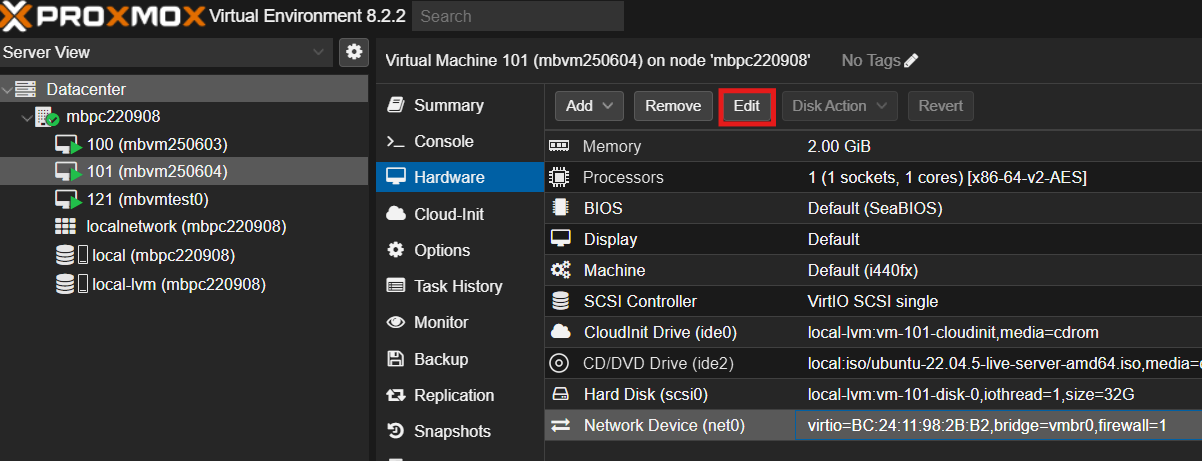 PROXMOX Virtual Environment 8.2.2 Search
Server View
Datacenter
mbpc220908
100 (mbvm250603)
101 (mbvm250604)
121 (mbvmtest0)
localnetwork (mbpc220908)
local (mbpc220908)
local-lvm (mbpc220908)
Virtual Machine 101 (mbvm250604) on node 'mbpc220908' No Tags
Summary
Console
Hardware
Cloud-Init
Options
Task History
Monitor
Backup
Replication
Snapshots
Add Remove Edit Disk Action Revert
Memory 2.00 GiB
Processors 1 (1 sockets, 1 cores) [x86-64-v2-AES]
BIOS Default (SeaBIOS)
Display Default
Machine Default (i440fx)
SCSI Controller VirtIO SCSI single
CloudInit Drive (ide0) local-lvm:vm-101-cloudinit,media=cdrom
CD/DVD Drive (ide2) local:iso/ubuntu-22.04.5-live-server-amd64.iso,media=
Hard Disk (scsi0) local-lvm:vm-101-disk-0,iothread=1,size=32G
Network Device (net0) virtio=BC:24:11:98:2B:B2,bridge=vmbr0,firewall=1